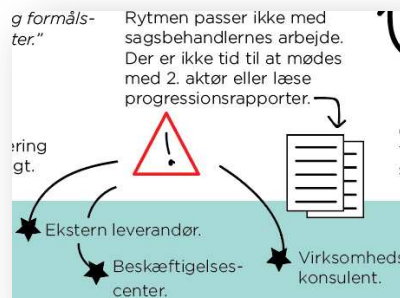 g formåls-
ter."
Rytmen passer ikke med
sagsbehandlernes arbejde.
Der er ikke tid til at mødes
med 2. aktør eller læse
progressionsrapporter.
ering
gt.
Ekstern leverandør.
Beskæftigelses-
center.
Virksomheds
konsulent.